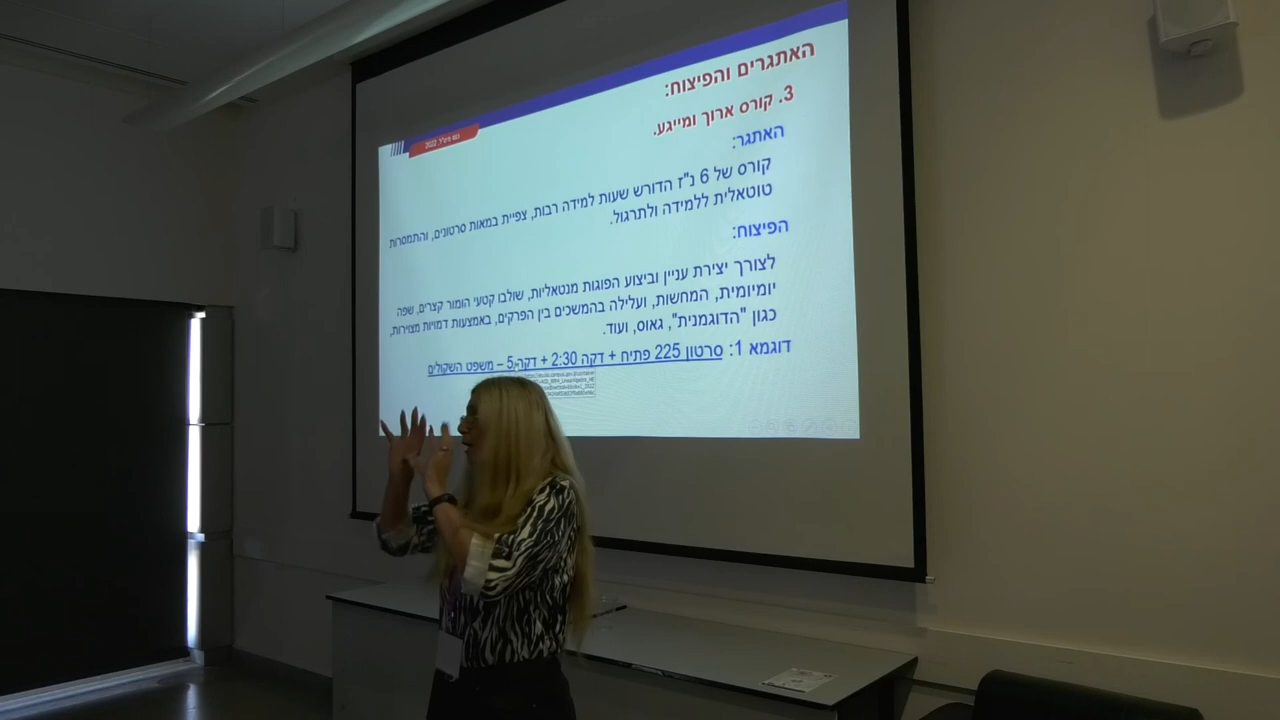 האתגרים והפיצוח:
3. קורס ארוך ומייגע.
האתגר:
קורס של 6 נ"ז הדורש שעות למידה רבות, צפיית במאות סרטונים, והתמסרות
טוטאלית ללמידה ולתרגול.
הפיצוח:
לצורך יצירת עניין וביצוע הפוגות מנטאליות, שולבו קטעי הומור קצרים, שפה
יומיומית, המחשות, ועלילה בהמשכים בין הפרקים, באמצעות דמויות מצוירות,
כגון "הדוגמנית", גאוס, ועוד.
דוגמא 1: סרטון 225 פתיח + דקה 2:30 + דקה 5 – משפט השקולים